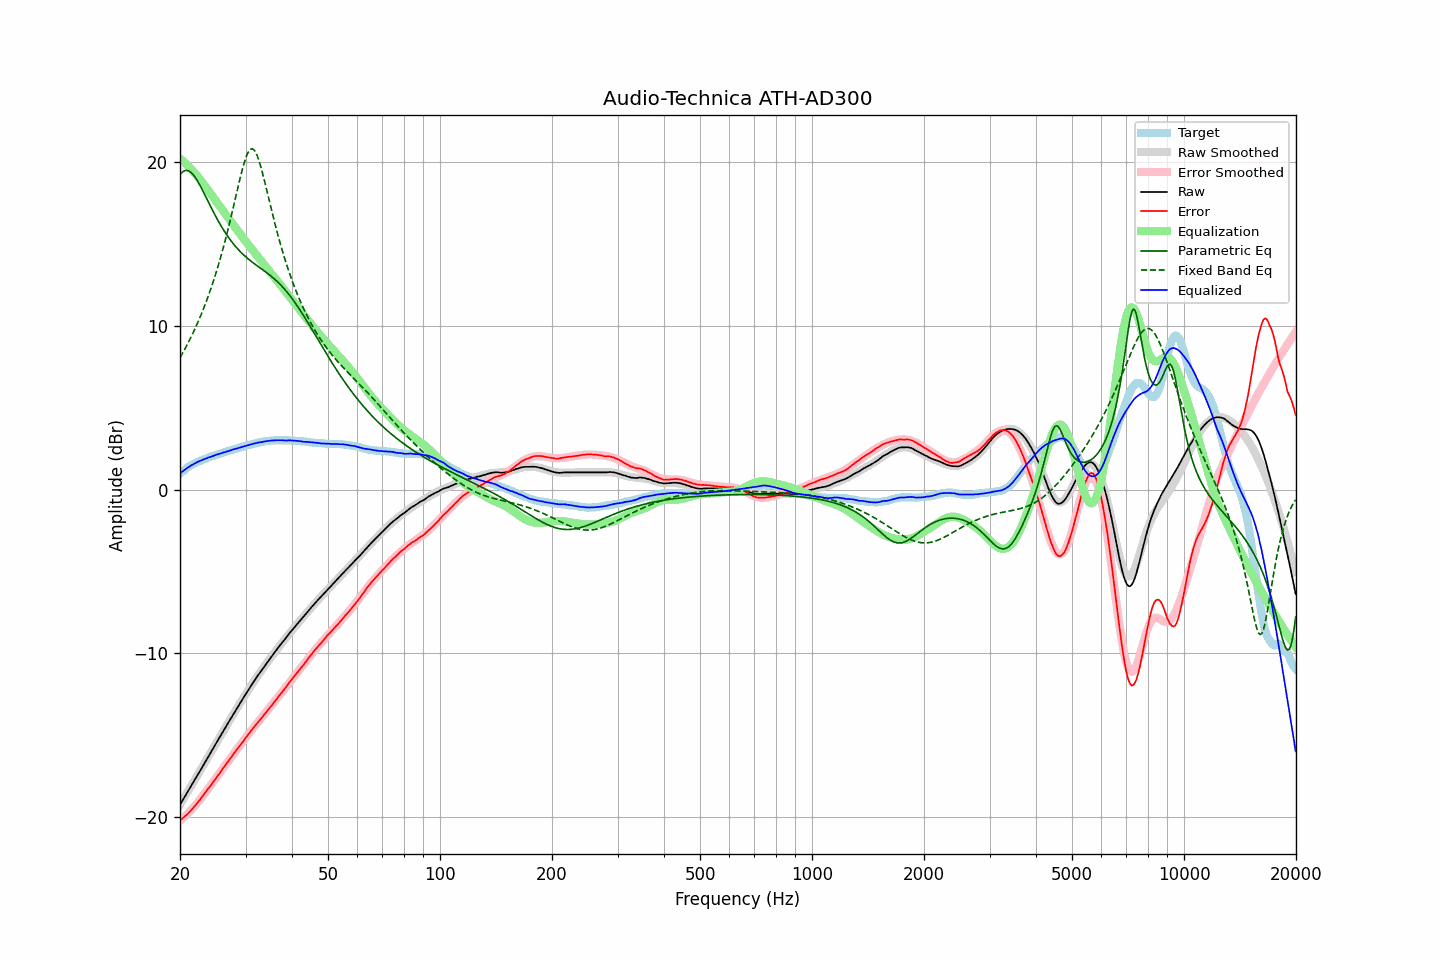 Audio-Technica ATH-AD300
Target
Raw Smoothed
Error Smoothed
Raw
Error
Equalization
Parametric Eq
Fixed Band Eq
Equalized
20
10
0
−10
−20
Amplitude (dBr)
20
50
100
200
500
1000
2000
5000
10000
20000
Frequency (Hz)